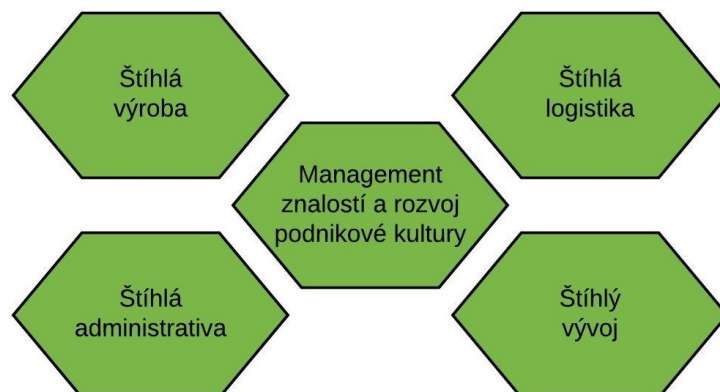 Štíhlá
výroba
Štíhlá
logistika
Management
znalostí a rozvoj
podnikové kultury
Štíhlá
administrativa
Štíhlý
vývoj